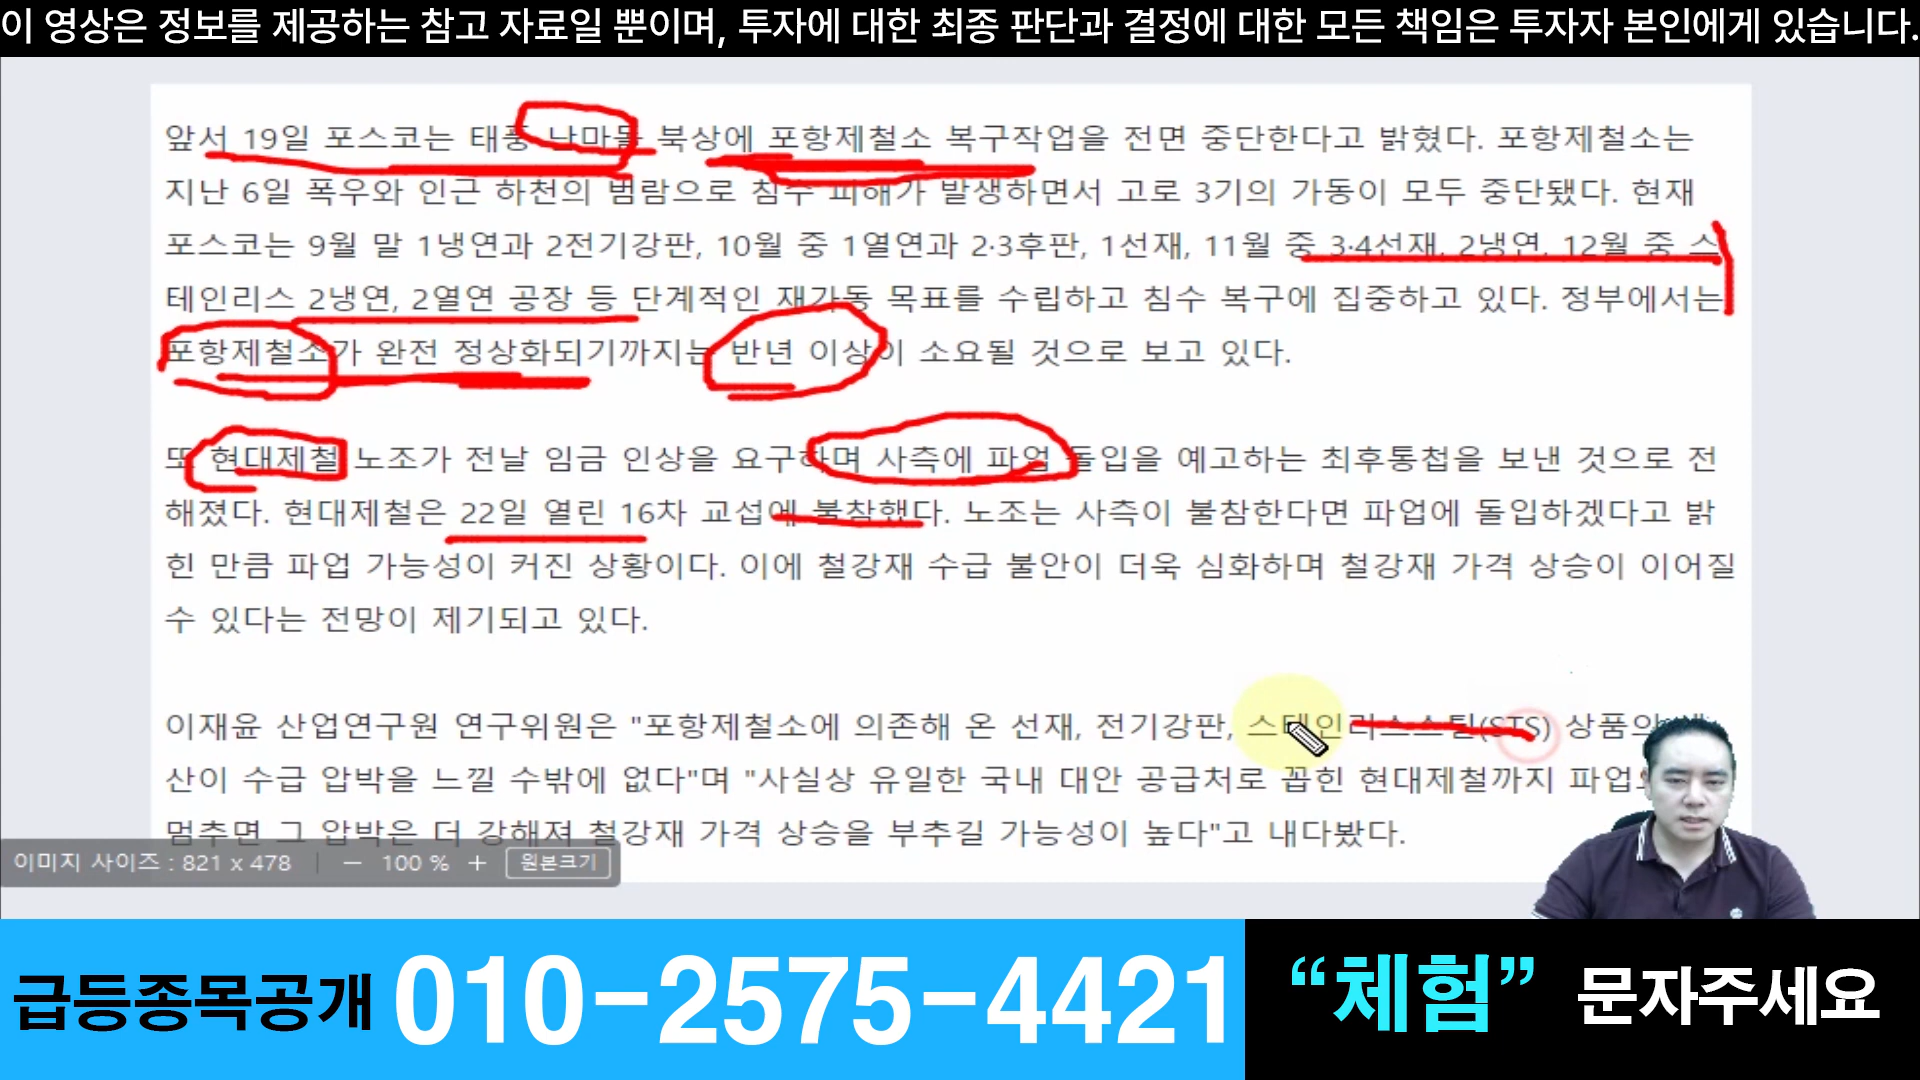 이 영상은 정보를 제공하는 참고 자료일 뿐이며, 투자에 대한 최종 판단과 결정에 대한 모든 책임은 투자자 본인에게 있습니다.
앞서 19일 포스코는 태풍 난마돌 북상에 포항제철소 복구작업을 전면 중단한다고 밝혔다. 포항제철소는
지난 6일 폭우와 인근 하천의 범람으로 침수 피해가 발생하면서 고로 3기의 가동이 모두 중단됐다. 현재
포스코는 9월 말 1냉연과 2전기강판, 10월 중 1열연과 2·3후판, 1선재, 11월 중 3·4선재, 2냉연, 12월 중 스
테인리스 2냉연, 2열연 공장 등 단계적인 재가동 목표를 수립하고 침수 복구에 집중하고 있다. 정부에서는
포항제철소가 완전 정상화되기까지는 반년 이상이 소요될 것으로 보고 있다.
또 현대제철 노조가 전날 임금 인상을 요구하며 사측에 파업 돌입을 예고하는 최후통첩을 보낸 것으로 전
해졌다. 현대제철은 22일 열린 16차 교섭에 불참했다. 노조는 사측이 불참한다면 파업에 돌입하겠다고 밝
힌 만큼 파업 가능성이 커진 상황이다. 이에 철강재 수급 불안이 더욱 심화하며 철강재 가격 상승이 이어질
수 있다는 전망이 제기되고 있다.
이재윤 산업연구원 연구위원은 "포항제철소에 의존해 온 선재, 전기강판, 스테인리스스틸(STS) 상품의
산이 수급 압박을 느낄 수밖에 없다"며 "사실상 유일한 국내 대안 공급처로 꼽힌 현대제철까지
멈추면 그 압박은 더 강해져 철강재 가격 상승을 부추길 가능성이 높다"고 내다봤다.
이미지 사이즈 : 821 x 478 | − 100 % + 원본크기
급등종목공개 010-2575-4421 “체험” 문자주세요